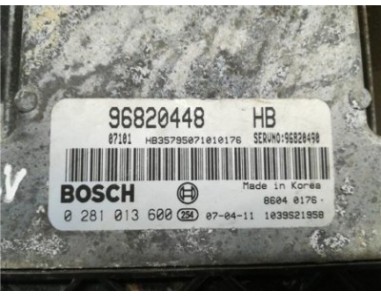 96820448 HB
07101 HB35795071010176 SERVNO:96820490
BOSCH Made in Korea
8604 0176
0 281 013 600 254 07-04-11 1039S21958
V